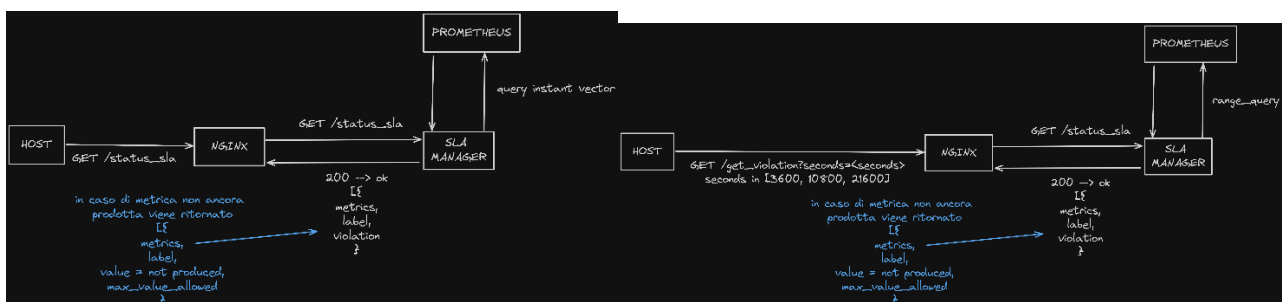 PROMETHEUS
query instant vector
GET /status_sla
HOST
NGINX
SLA
MANAGER
GET /status_sla
200 --> ok
[{
metrics,
label,
violation
}
in caso di metrica non ancora
prodotta viene ritornato
[{
metrics,
label,
value = not produced,
max_value_allowed
}
PROMETHEUS
range_query
GET /status_sla
HOST
NGINX
SLA
MANAGER
GET /get_violation?seconds=<seconds>
seconds in [3600, 10800, 21600]
200 --> ok
[{
metrics,
label,
violation
}
in caso di metrica non ancora
prodotta viene ritornato
[{
metrics,
label,
value = not produced,
max_value_allowed
}